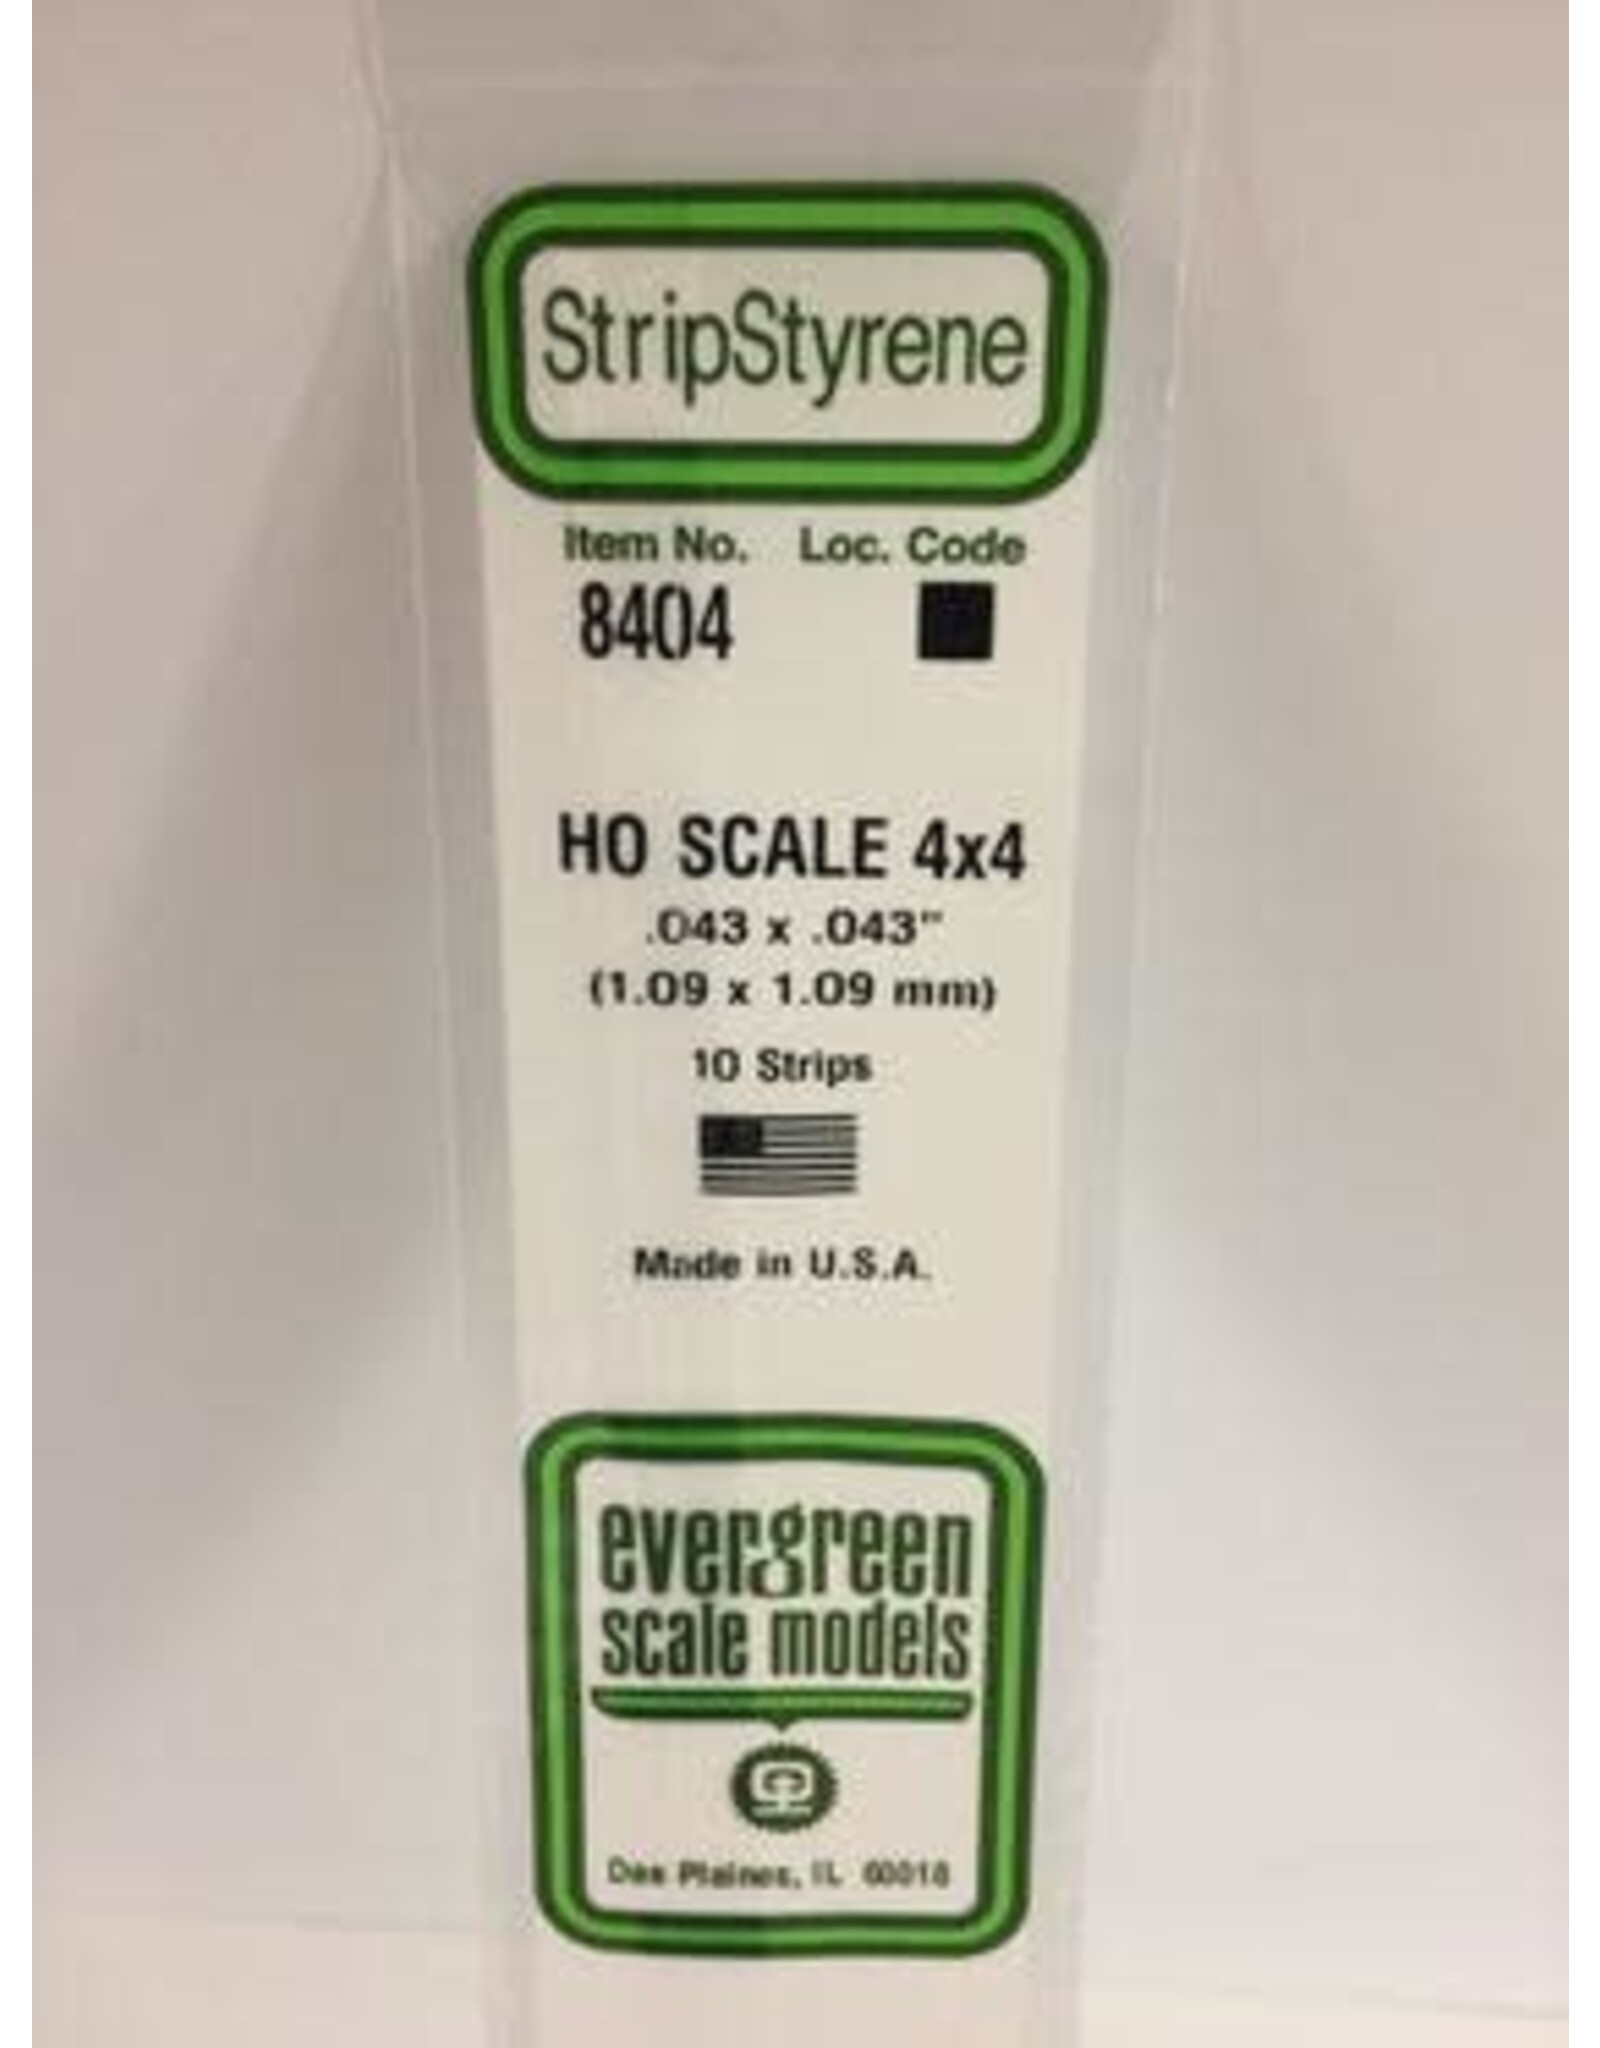 StripStyrene
Item No. Loc. Code
8404
HO SCALE 4x4
.043 x .043"
(1.09 x 1.09 mm)
10 Strips
Made in U.S.A.
evergreen
scale models
Des Plaines, IL 60018